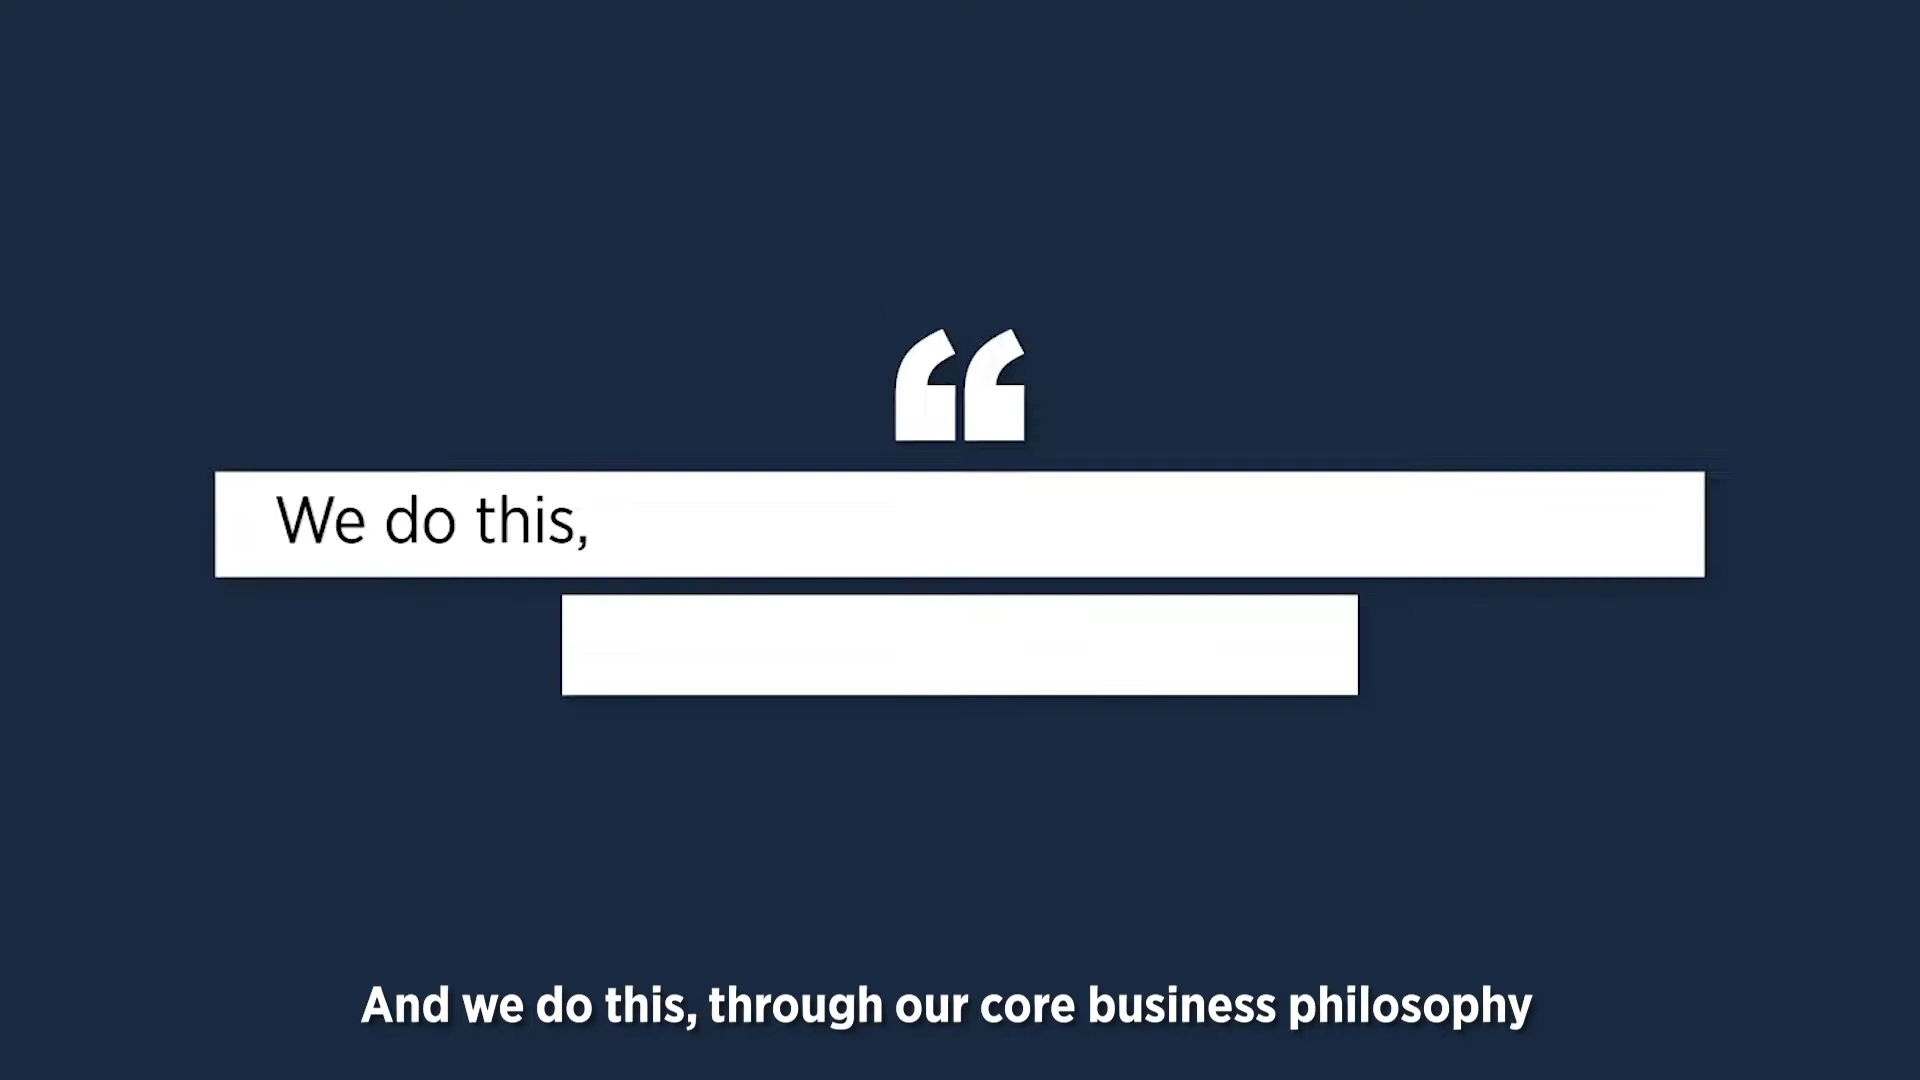 “
We do this,
And we do this, through our core business philosophy